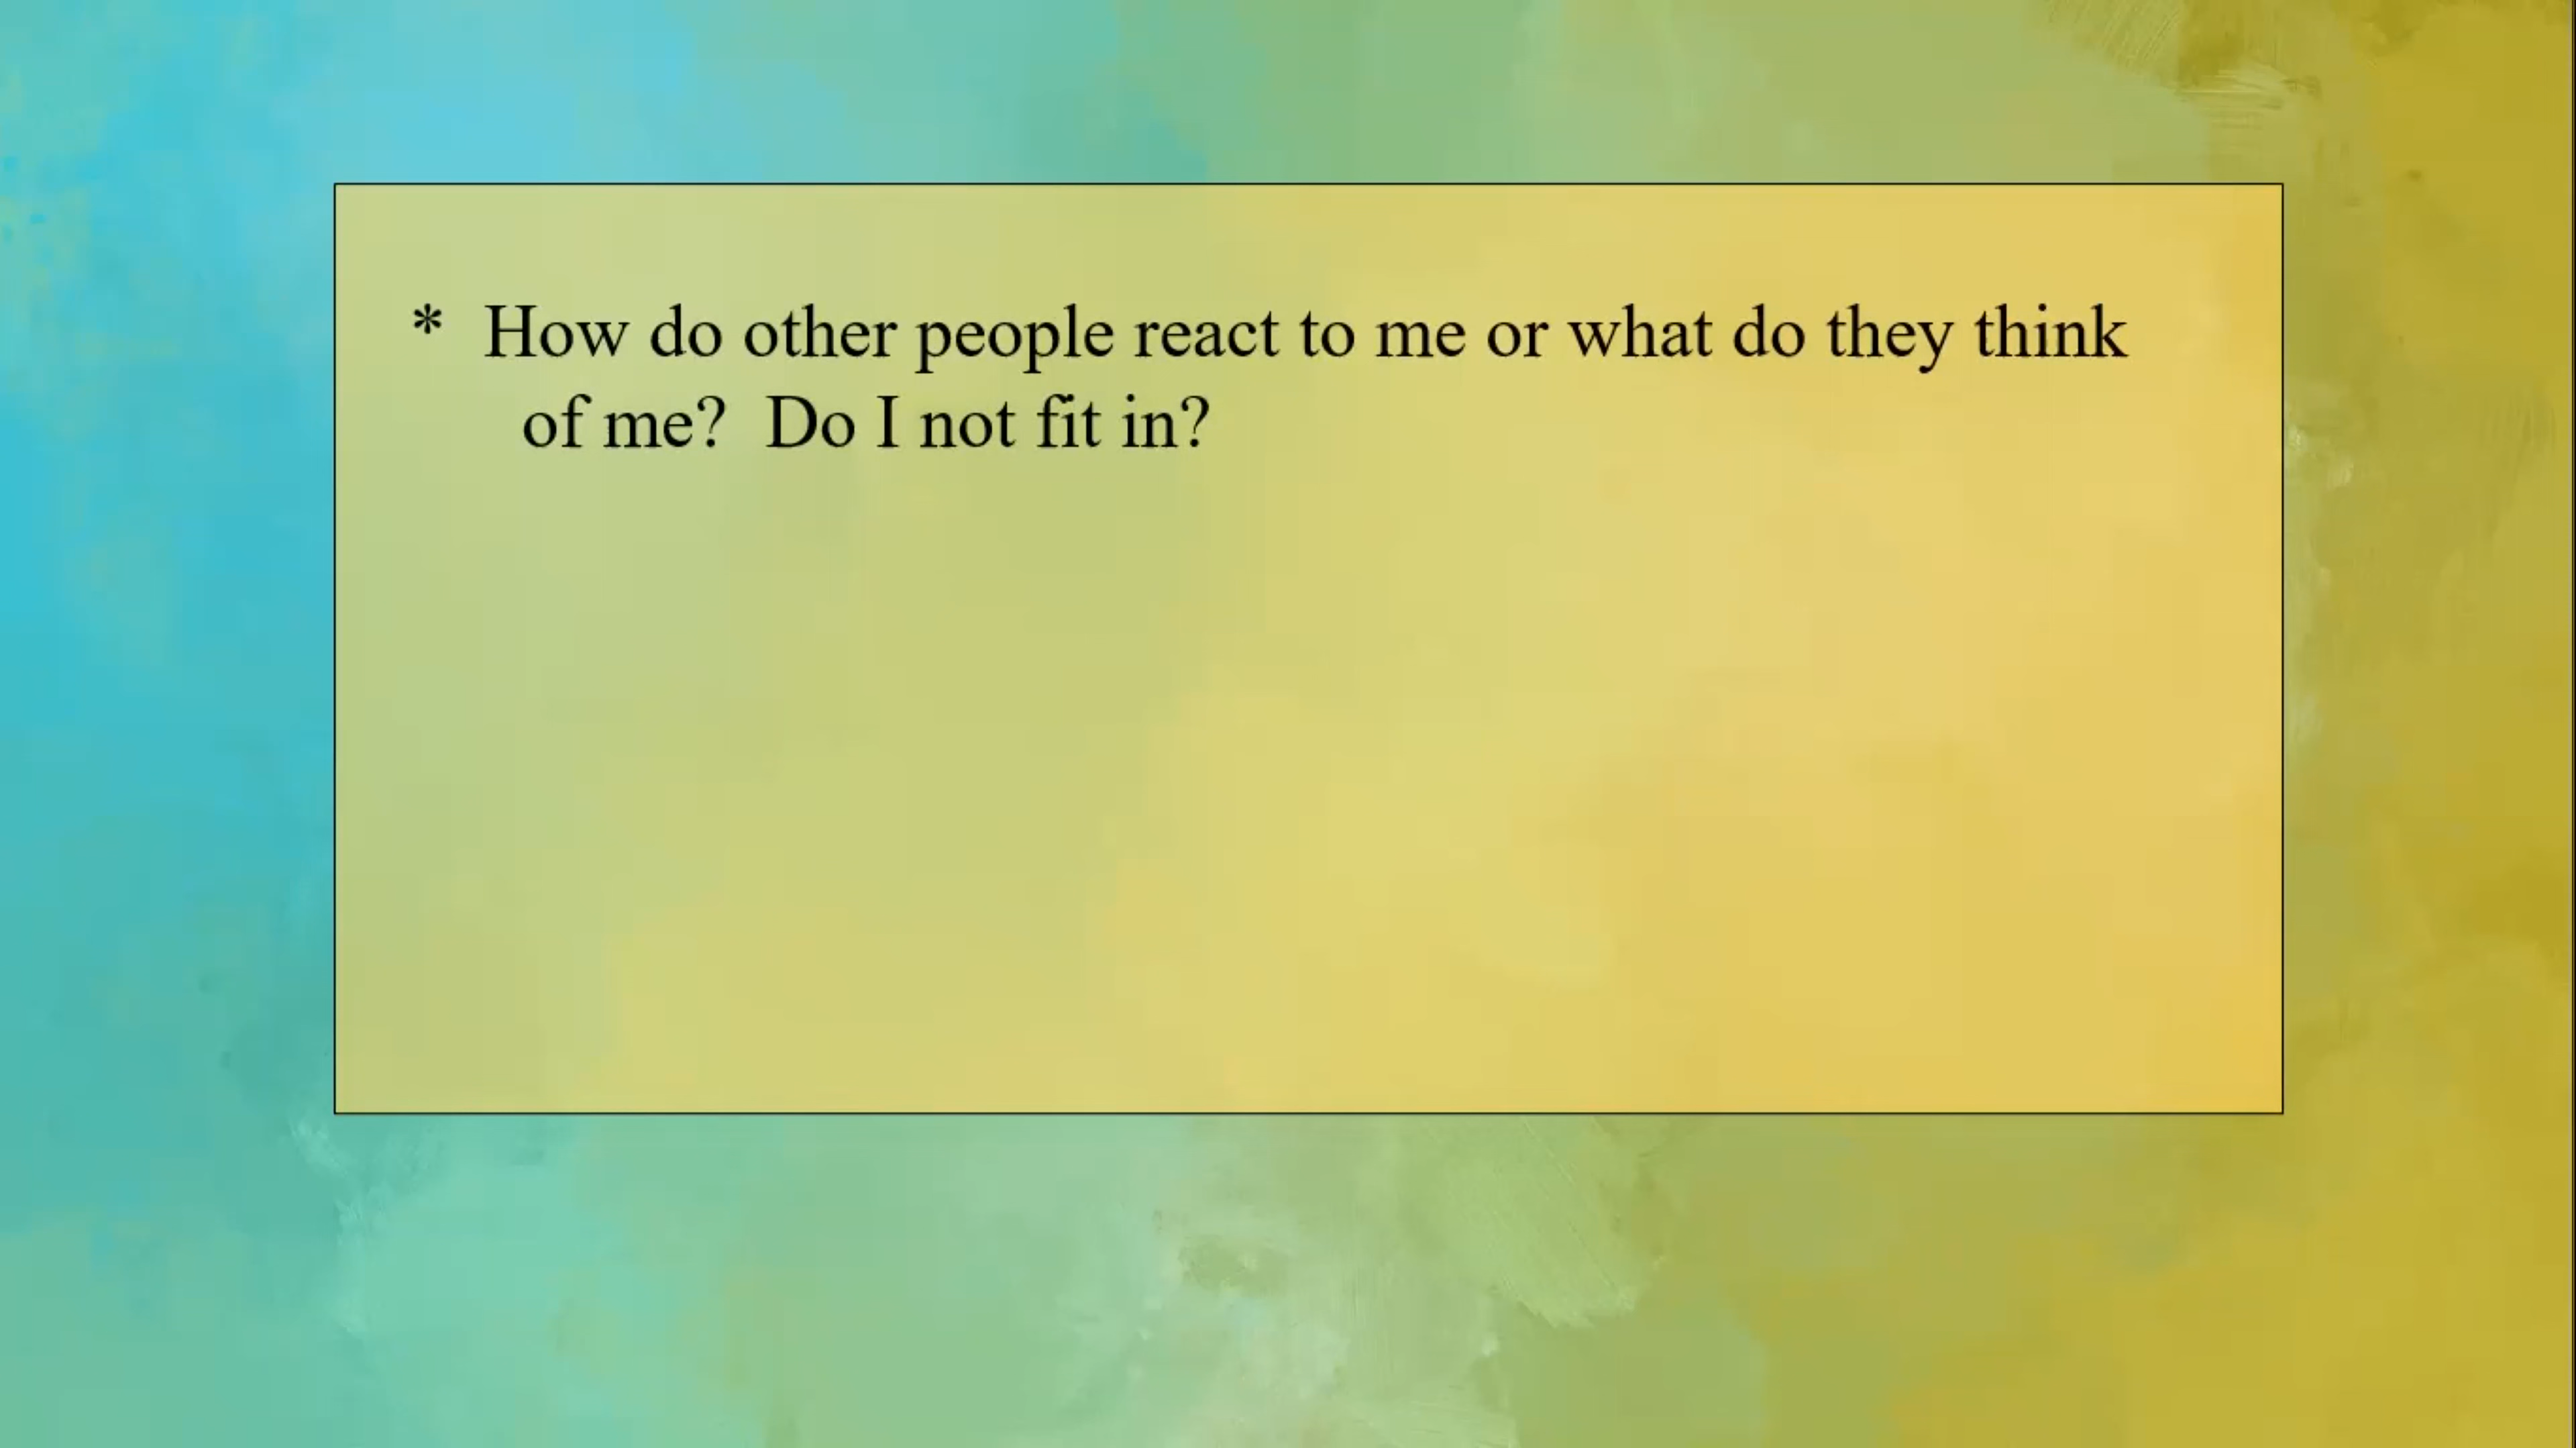 * How do other people react to me or what do they think
of me?  Do I not fit in?